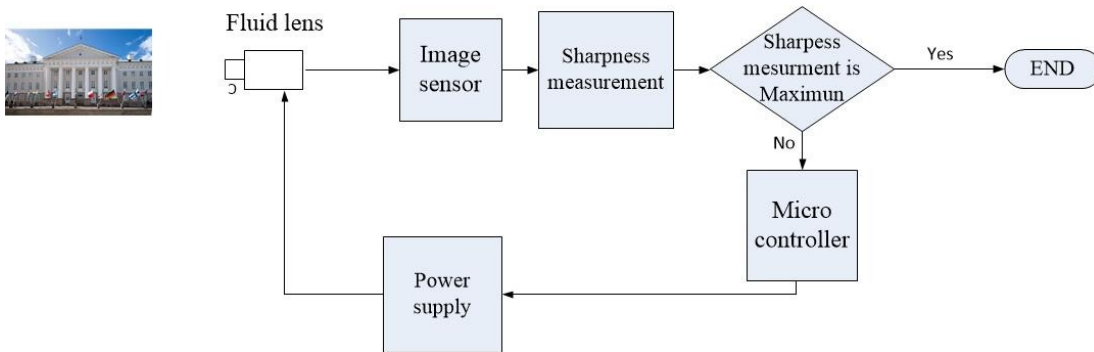 Fluid lens
Image
sensor
Sharpness
measurement
Sharpess
mesurment is
Maximun
Yes
END
No
Micro
controller
Power
supply